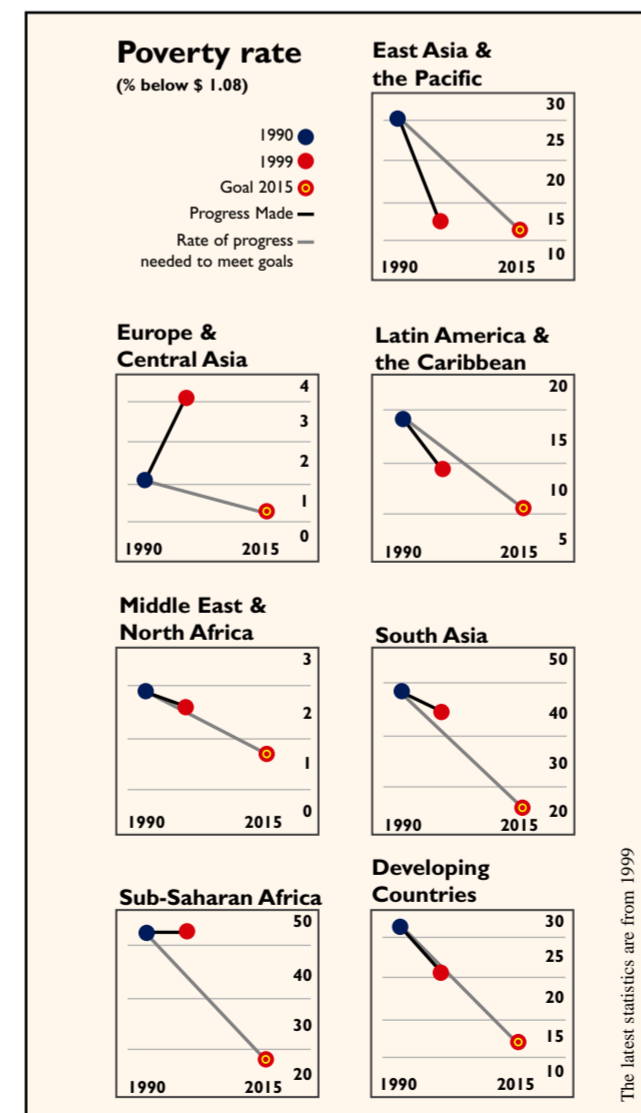 Poverty rate
(% below $ 1.08)
1990
1999
Goal 2015
Progress Made
Rate of progress
needed to meet goals
East Asia &
the Pacific
30
25
20
15
10
1990 2015
Europe &
Central Asia
4
3
2
1
0
1990 2015
Latin America &
the Caribbean
20
15
10
5
1990 2015
Middle East &
North Africa
3
2
1
0
1990 2015
South Asia
50
40
30
20
1990 2015
Sub-Saharan Africa
50
40
30
20
1990 2015
Developing
Countries
30
25
20
15
10
1990 2015
The latest statistics are from 1999